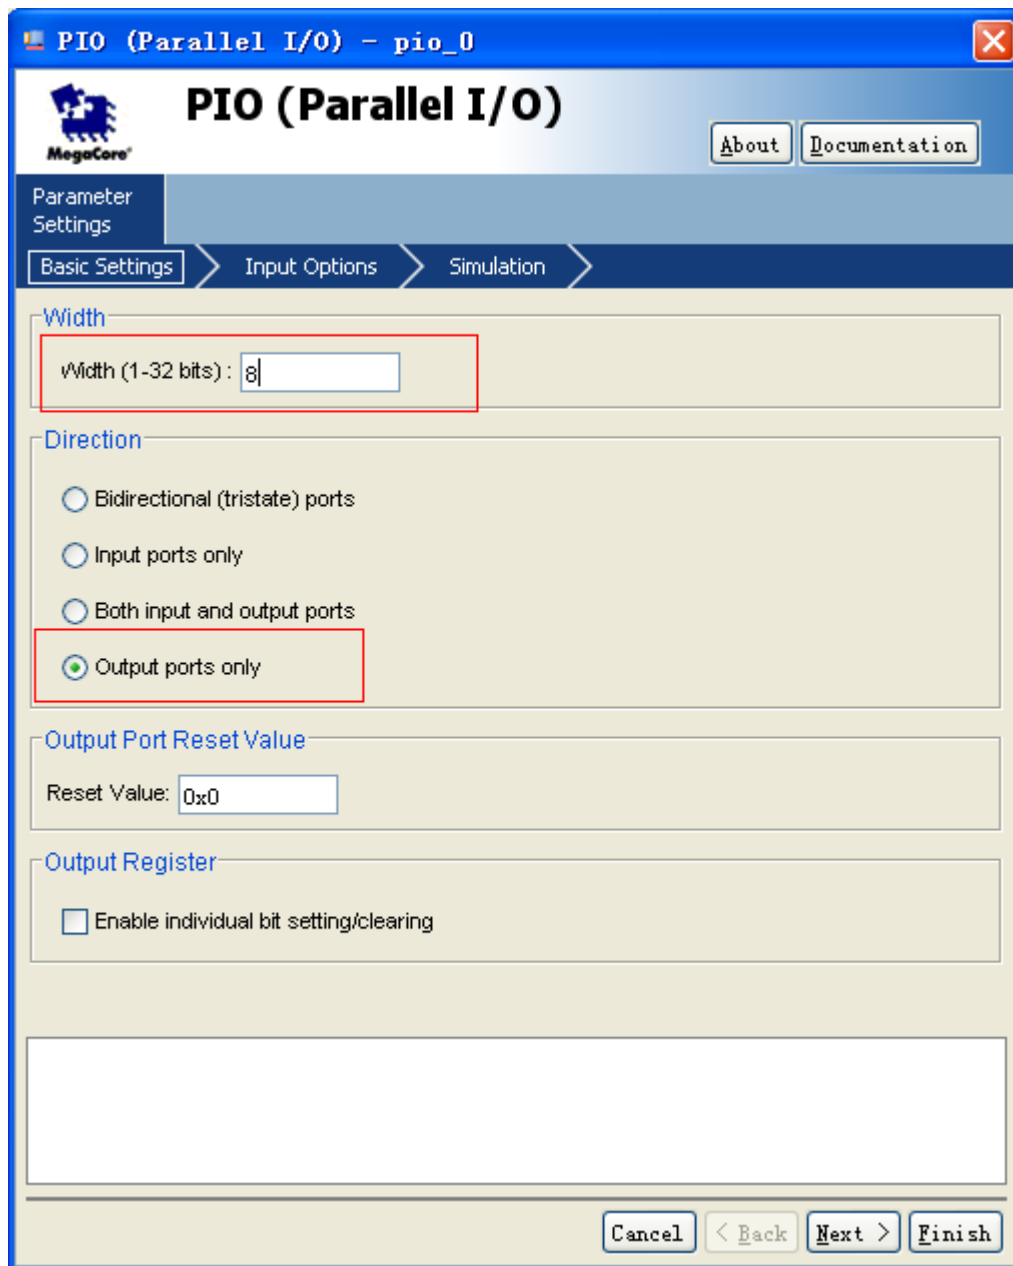 PIO (Parallel I/O) - pio_0
MegaCore®
PIO (Parallel I/O)
About
Documentation
Parameter
Settings
Basic Settings
Input Options
Simulation
Width
Width (1-32 bits) : 8
Direction
Bidirectional (tristate) ports
Input ports only
Both input and output ports
Output ports only
Output Port Reset Value
Reset Value: 0x0
Output Register
Enable individual bit setting/clearing
Cancel
< Back
Next >
Finish